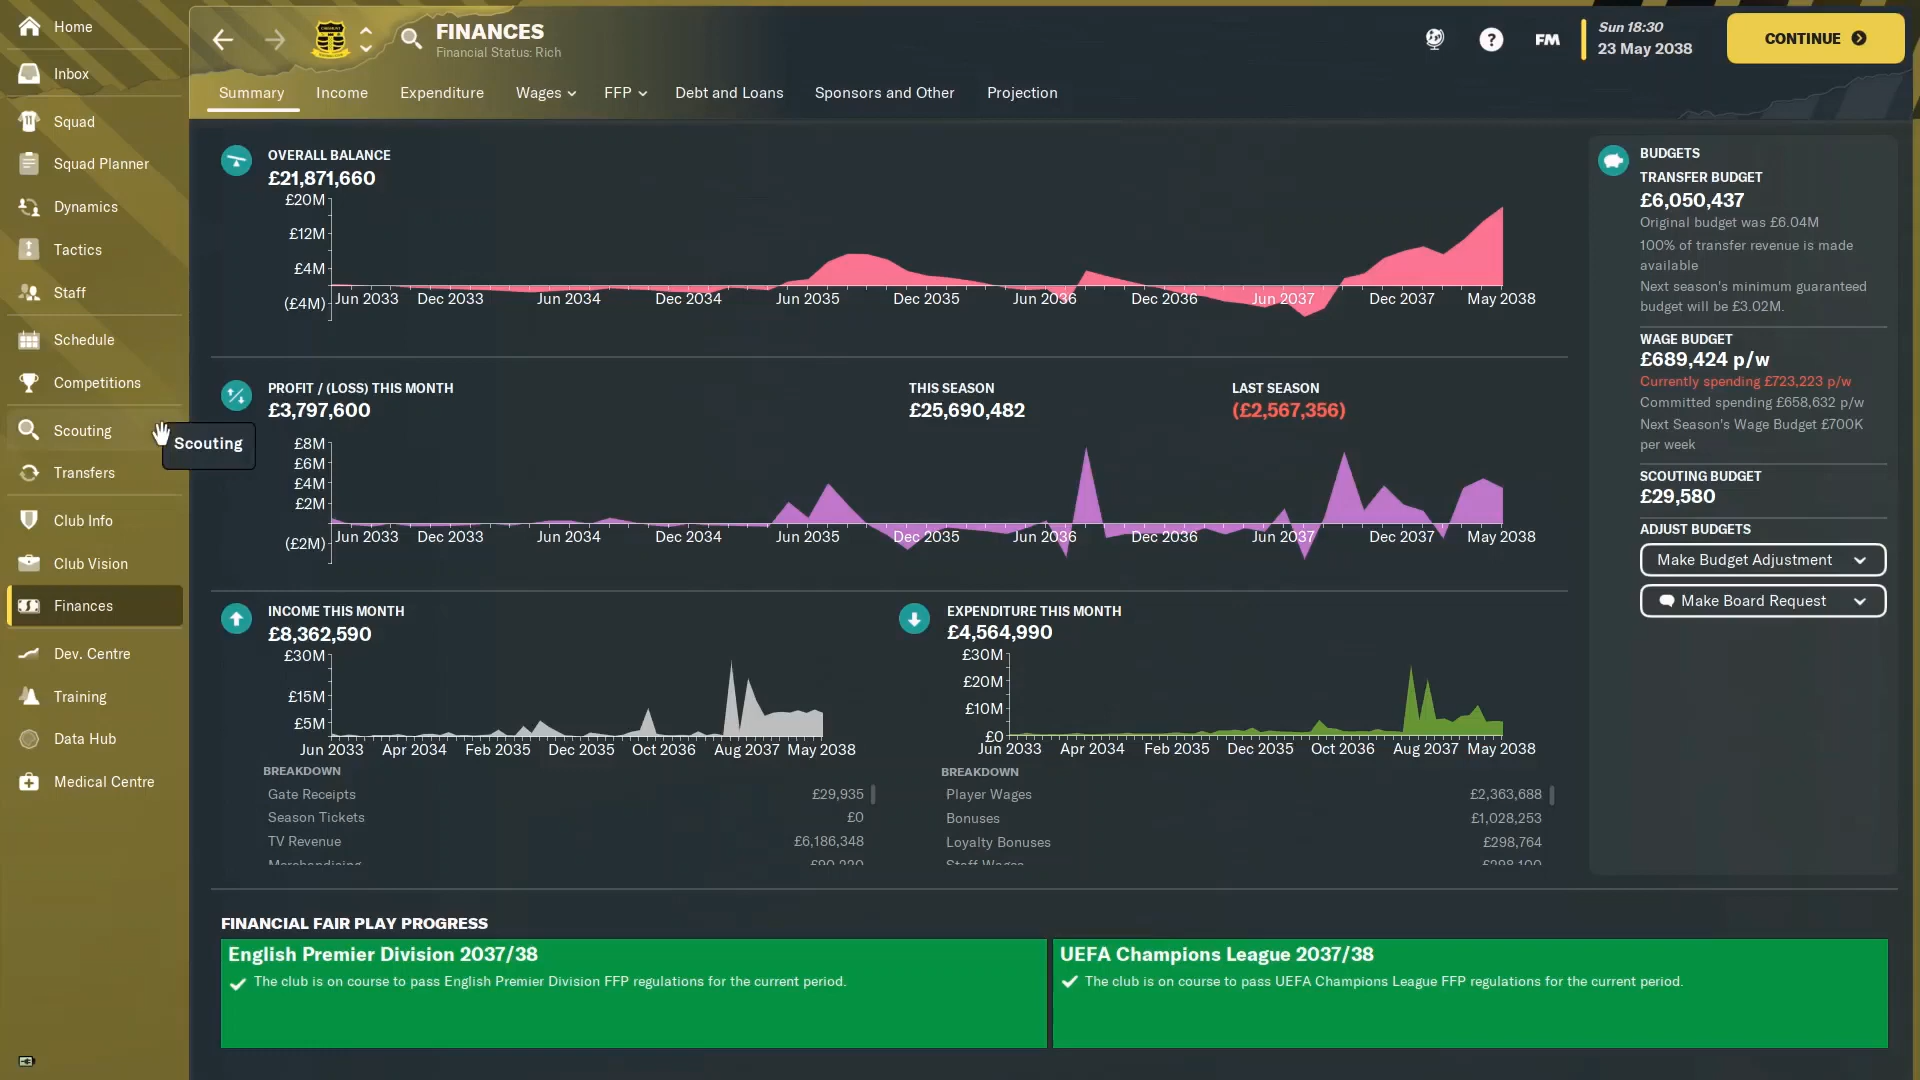 Home
Inbox
Squad
Squad Planner
Dynamics
Tactics
Staff
Schedule
Competitions
Scouting
Scouting
Transfers
Club Info
Club Vision
Finances
Dev. Centre
Training
Data Hub
Medical Centre
FINANCES
Financial Status: Rich
?
FM
Sun 18:30
23 May 2038
CONTINUE
Summary Income Expenditure Wages FFP Debt and Loans Sponsors and Other Projection
OVERALL BALANCE
£21,871,660
£20M
£12M
£4M
(£4M)
Jun 2033 Dec 2033 Jun 2034 Dec 2034 Jun 2035 Dec 2035 Jun 2036 Dec 2036 Jun 2037 Dec 2037 May 2038
PROFIT / (LOSS) THIS MONTH
£3,797,600
THIS SEASON
£25,690,482
LAST SEASON
(£2,567,356)
£8M
£6M
£4M
£2M
(£2M)
Jun 2033 Dec 2033 Jun 2034 Dec 2034 Jun 2035 Dec 2035 Jun 2036 Dec 2036 Jun 2037 Dec 2037 May 2038
INCOME THIS MONTH
£8,362,590
£30M
£15M
£5M
Jun 2033 Apr 2034 Feb 2035 Dec 2035 Oct 2036 Aug 2037 May 2038
BREAKDOWN
Gate Receipts £29,935
Season Tickets £0
TV Revenue £6,186,348
Merchandising £90,220
EXPENDITURE THIS MONTH
£4,564,990
£30M
£20M
£10M
£0
Jun 2033 Apr 2034 Feb 2035 Dec 2035 Oct 2036 Aug 2037 May 2038
BREAKDOWN
Player Wages £2,363,688
Bonuses £1,028,253
Loyalty Bonuses £298,764
Staff Wages £298,100
BUDGETS
TRANSFER BUDGET
£6,050,437
Original budget was £6.04M
100% of transfer revenue is made
available
Next season's minimum guaranteed
budget will be £3.02M.
WAGE BUDGET
£689,424 p/w
Currently spending £723,223 p/w
Committed spending £658,632 p/w
Next Season's Wage Budget £700K
per week
SCOUTING BUDGET
£29,580
ADJUST BUDGETS
Make Budget Adjustment
Make Board Request
FINANCIAL FAIR PLAY PROGRESS
English Premier Division 2037/38
The club is on course to pass English Premier Division FFP regulations for the current period.
UEFA Champions League 2037/38
The club is on course to pass UEFA Champions League FFP regulations for the current period.